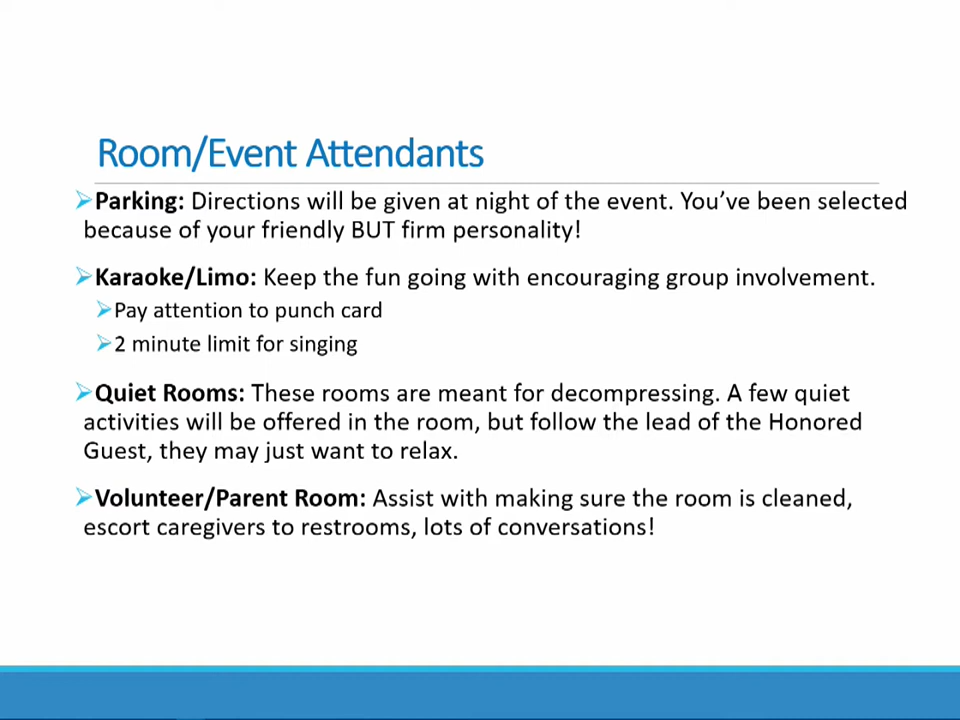 Room/Event Attendants
Parking: Directions will be given at night of the event. You’ve been selected
because of your friendly BUT firm personality!
Karaoke/Limo: Keep the fun going with encouraging group involvement.
Pay attention to punch card
2 minute limit for singing
Quiet Rooms: These rooms are meant for decompressing. A few quiet
activities will be offered in the room, but follow the lead of the Honored
Guest, they may just want to relax.
Volunteer/Parent Room: Assist with making sure the room is cleaned,
escort caregivers to restrooms, lots of conversations!